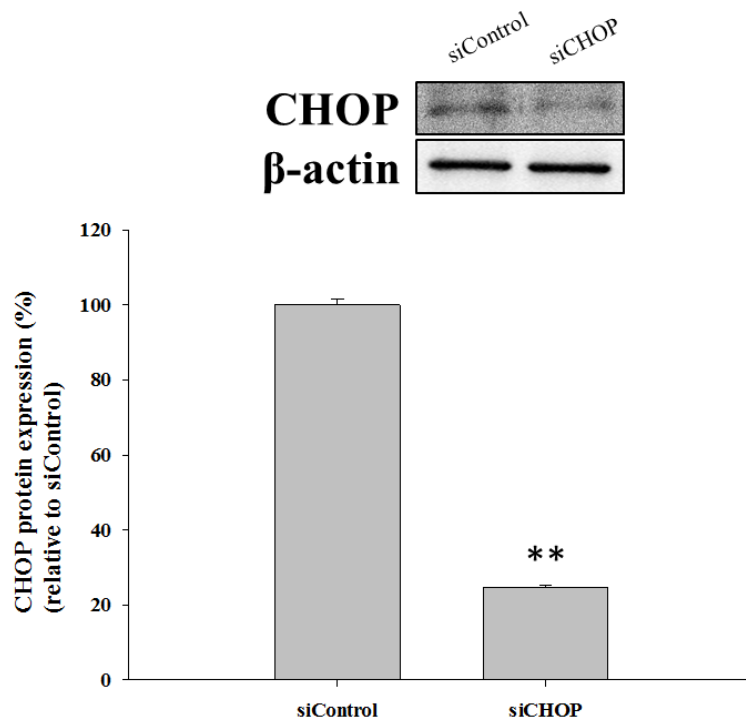 siControl siCHOP
CHOP
β-actin
CHOP protein expression (%)
(relative to siControl)
120
100
80
60
40
20
0
**
siControl siCHOP